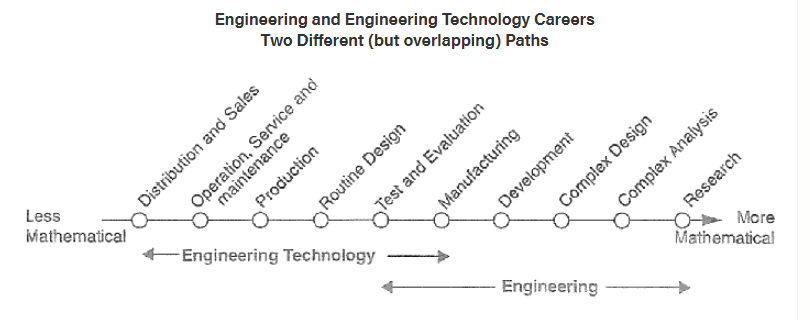 Engineering and Engineering Technology Careers
Two Different (but overlapping) Paths
Distribution and Sales
Operation, Service and
maintenance
Production
Routine Design
Test and Evaluation
Manufacturing
Development
Complex Design
Complex Analysis
Research
Less
Mathematical
More
Mathematical
Engineering Technology
Engineering